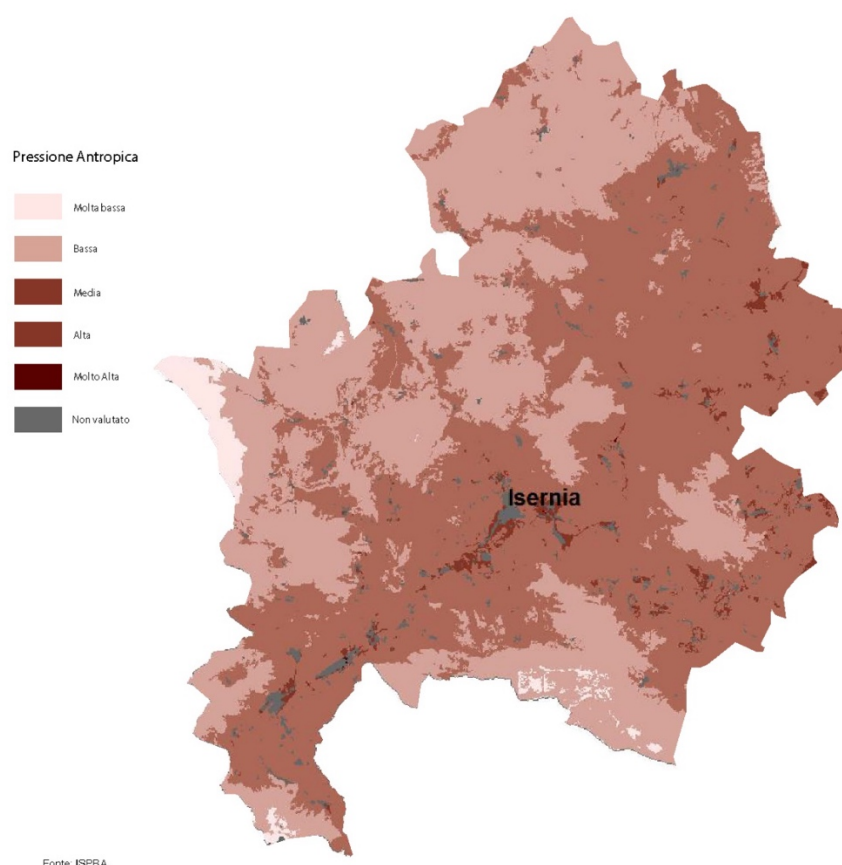 Pressione Antropica
Molta bassa
Bassa
Media
Alta
Molto Alta
Non valutato
Isernia
Fonte: ISPRA